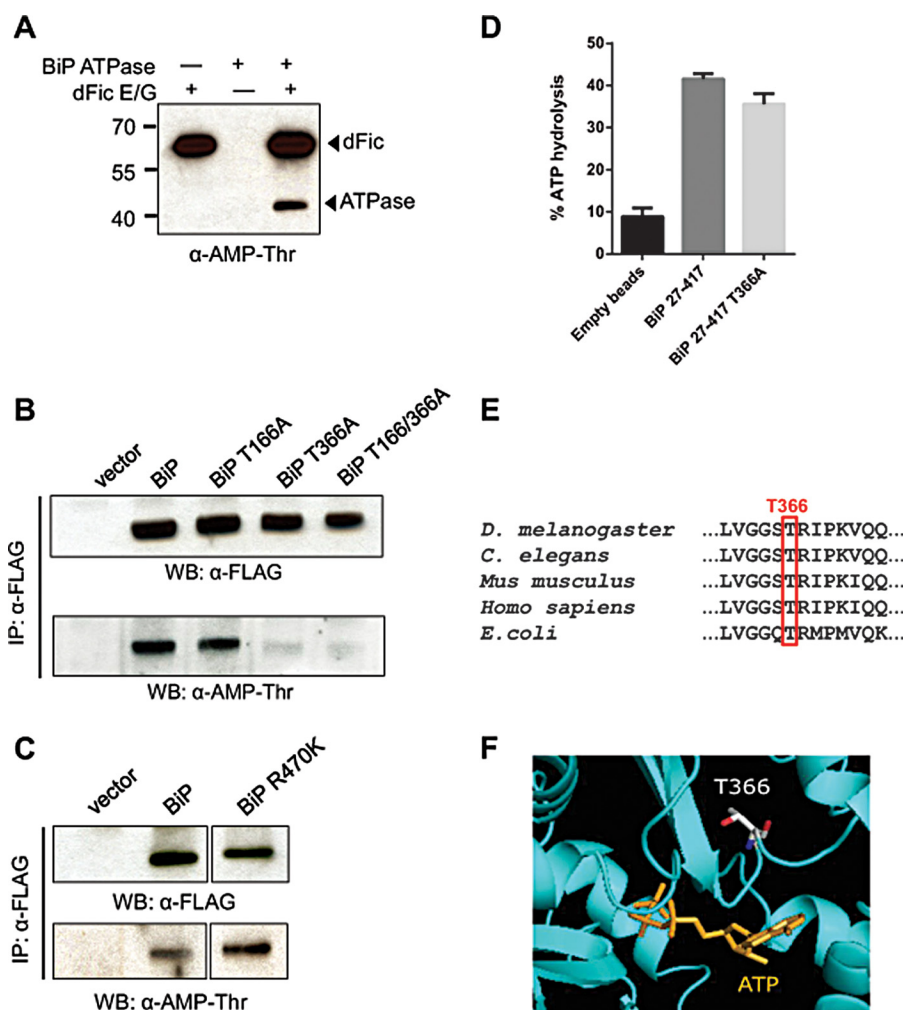 A
BiP ATPase — + +
dFic E/G + — +
70
55
40
dFic
ATPase
α-AMP-Thr
B
vector
BiP
BiP T166A
BiP T366A
BiP T166/366A
IP: α-FLAG
WB: α-FLAG
WB: α-AMP-Thr
C
vector
BiP
BiP R470K
IP: α-FLAG
WB: α-FLAG
WB: α-AMP-Thr
D
% ATP hydrolysis
50
40
30
20
10
0
Empty beads
BiP 27-417
BiP 27-417 T366A
E
T366
D. melanogaster ...LVGGSTRIPKVQQ...
C. elegans ...LVGGSTRIPKVQQ...
Mus musculus ...LVGGSTRIPKIQQ...
Homo sapiens ...LVGGSTRIPKIQQ...
E.coli ...LVGGQTRMPMVQK...
F
T366
ATP